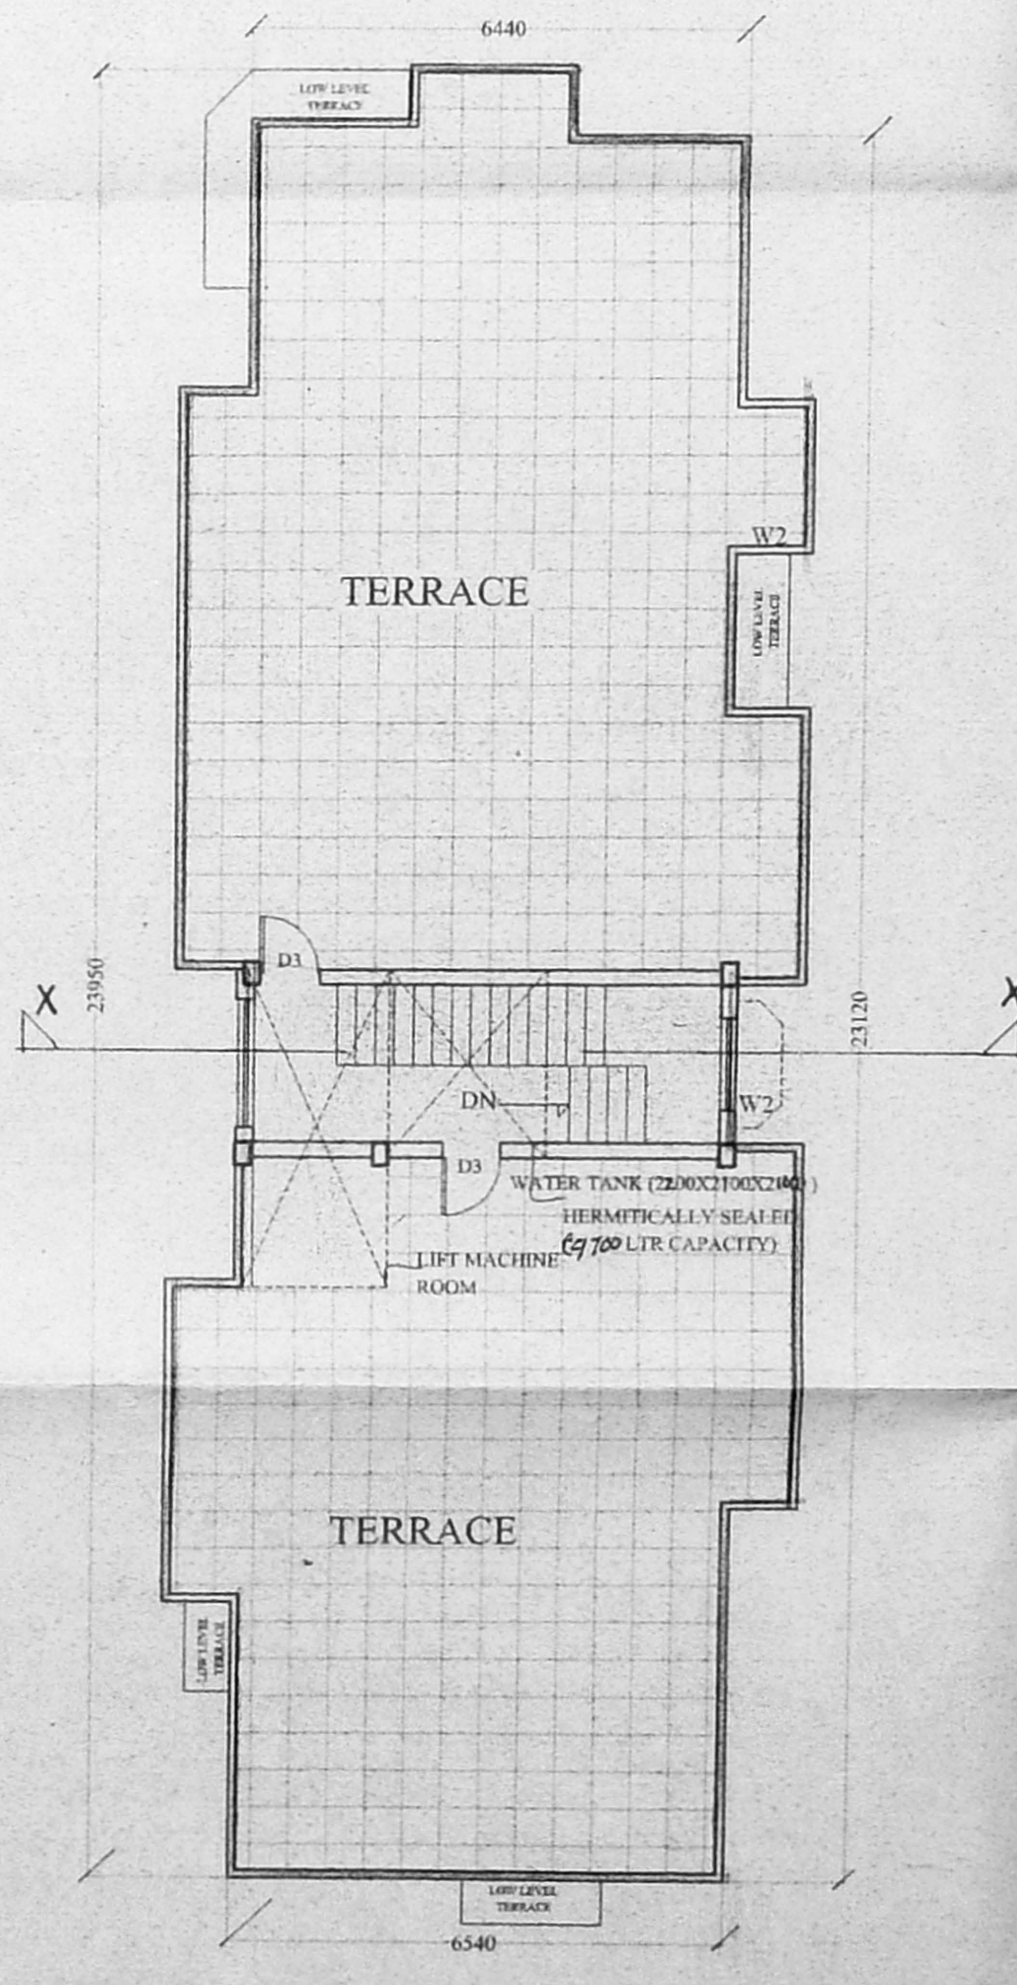 6440
LOW LEVEL
TERRACE
W2
TERRACE
LOW LEVEL
TERRACE
D3
X
23950
X
23120
DN
W2
D3
WATER TANK
HERMITICALLY SEALED
LTR CAPACITY)
LIFT MACHINE
ROOM
TERRACE
LOW LEVEL
TERRACE
LOW LEVEL
TERRACE
6540